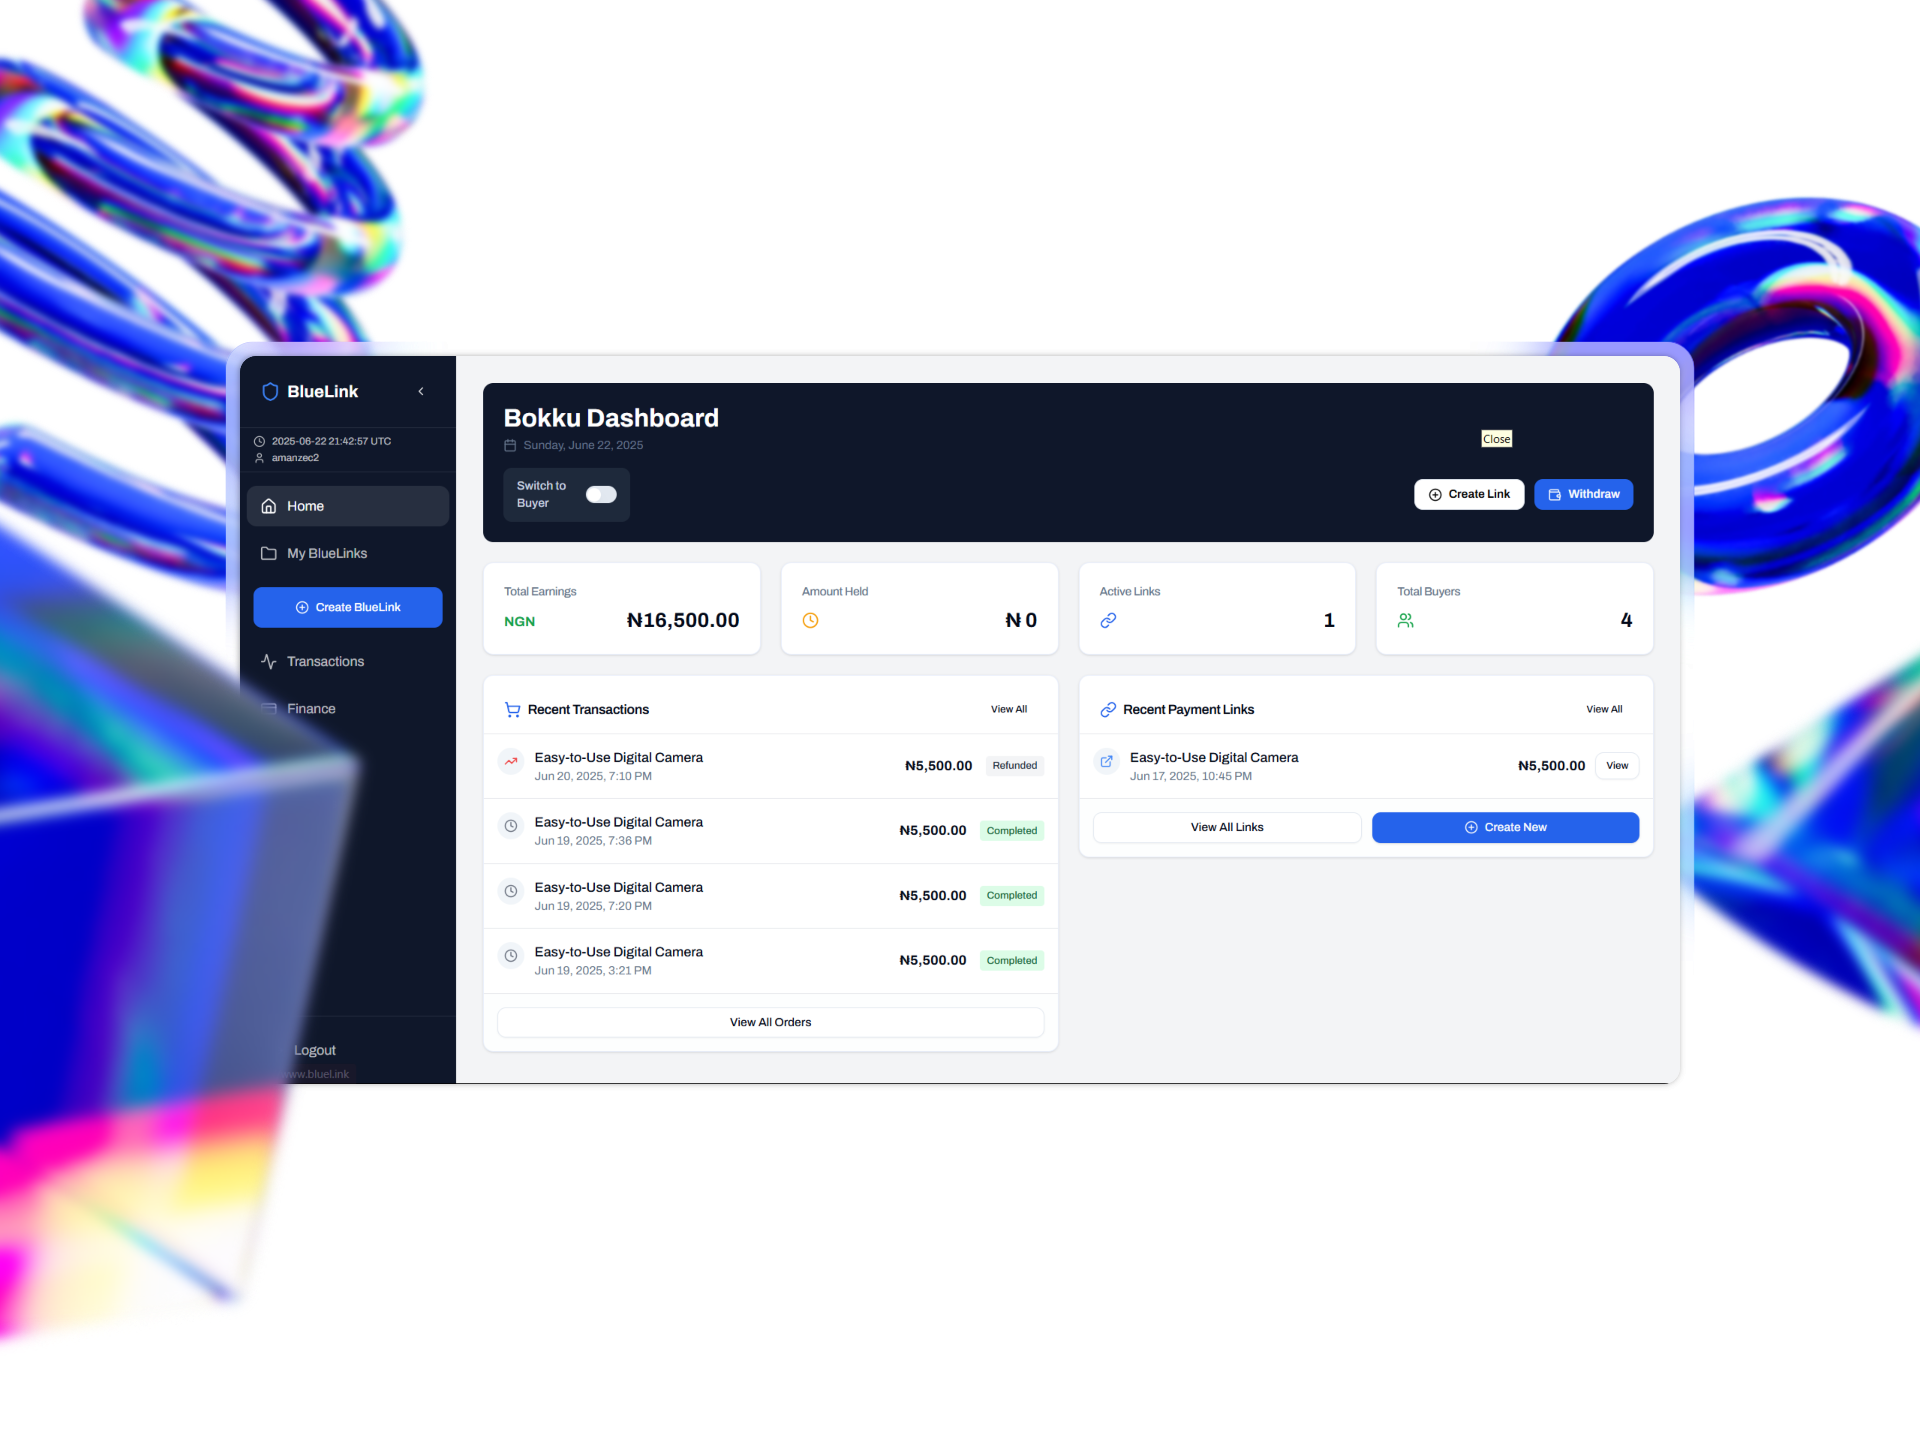 BlueLink
2025-06-22 21:42:57 UTC
amanzec2
Home
My BlueLinks
Create BlueLink
Transactions
Finance
Logout
www.blueLink
Bokku Dashboard
Sunday, June 22, 2025
Switch to
Buyer
Close
Create Link
Withdraw
Total Earnings
NGN ₦16,500.00
Amount Held
₦ 0
Active Links
1
Total Buyers
4
Recent Transactions View All
Easy-to-Use Digital Camera
Jun 20, 2025, 7:10 PM
₦5,500.00 Refunded
Easy-to-Use Digital Camera
Jun 19, 2025, 7:36 PM
₦5,500.00 Completed
Easy-to-Use Digital Camera
Jun 19, 2025, 7:20 PM
₦5,500.00 Completed
Easy-to-Use Digital Camera
Jun 19, 2025, 3:21 PM
₦5,500.00 Completed
View All Orders
Recent Payment Links View All
Easy-to-Use Digital Camera
Jun 17, 2025, 10:45 PM
₦5,500.00 View
View All Links
Create New